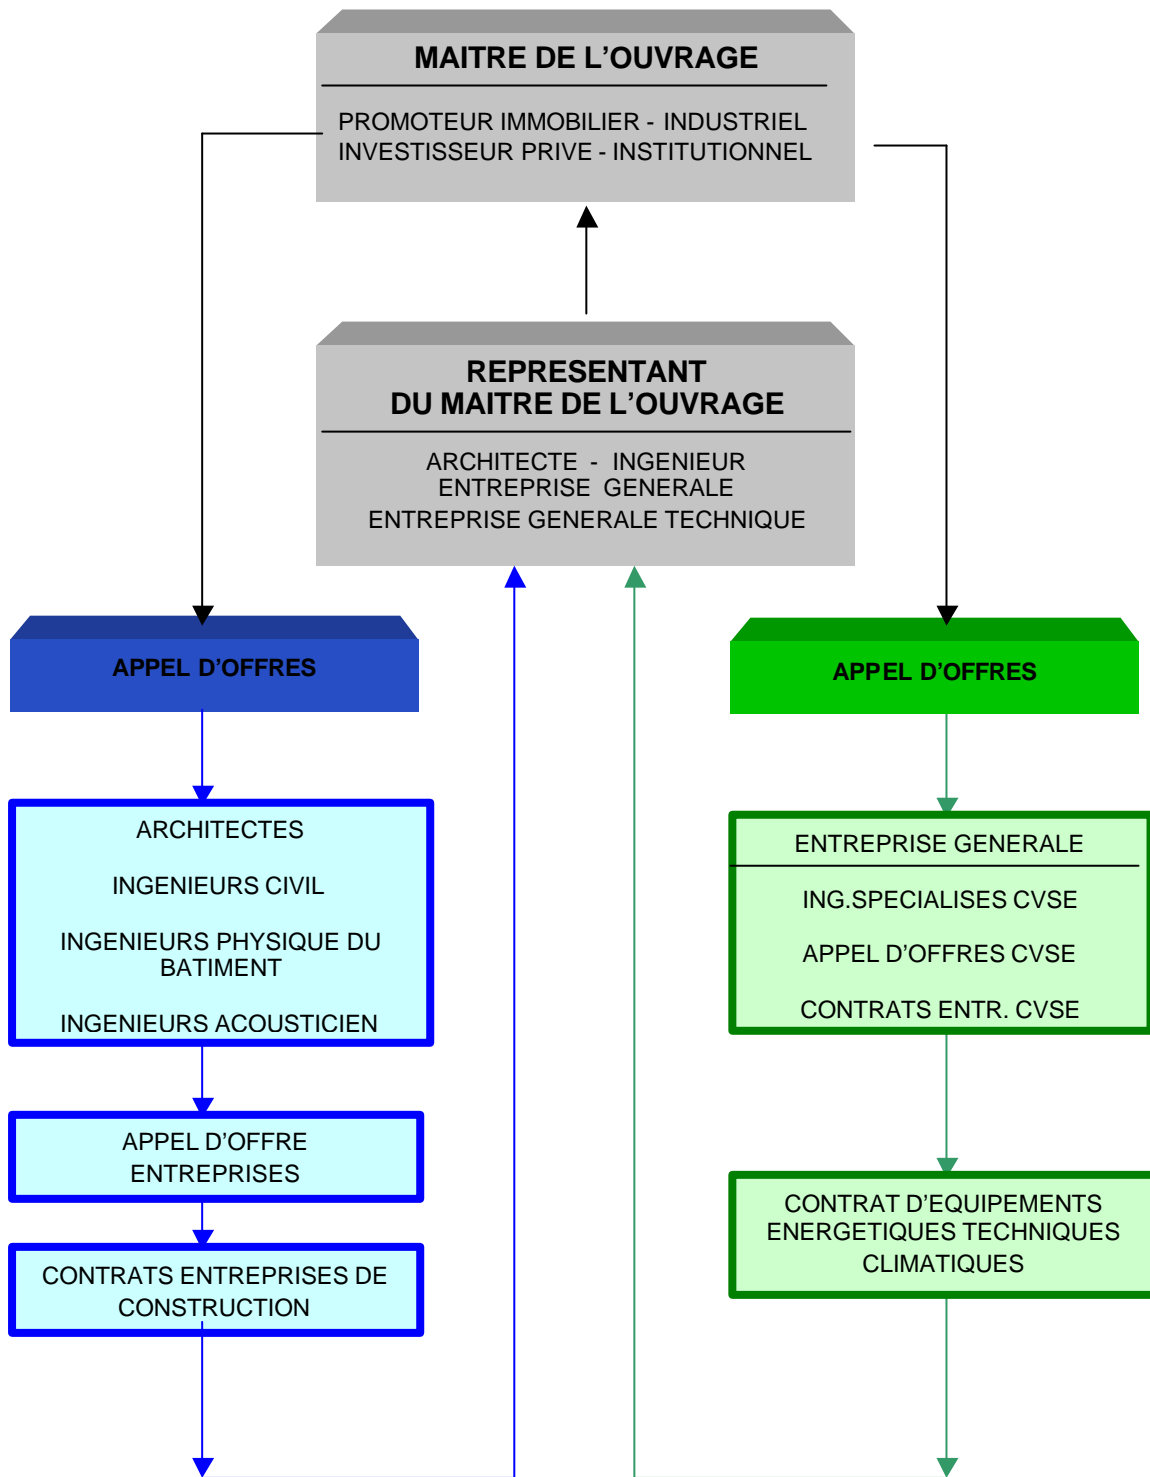 MAITRE DE L'OUVRAGE
PROMOTEUR IMMOBILIER - INDUSTRIEL
INVESTISSEUR PRIVE - INSTITUTIONNEL
REPRESENTANT
DU MAITRE DE L'OUVRAGE
ARCHITECTE - INGENIEUR
ENTREPRISE GENERALE
ENTREPRISE GENERALE TECHNIQUE
APPEL D'OFFRES
ARCHITECTES
INGENIEURS CIVIL
INGENIEURS PHYSIQUE DU
BATIMENT
INGENIEURS ACOUSTICIEN
APPEL D'OFFRE
ENTREPRISES
CONTRATS ENTREPRISES DE
CONSTRUCTION
APPEL D'OFFRES
ENTREPRISE GENERALE
ING.SPECIALISES CVSE
APPEL D'OFFRES CVSE
CONTRATS ENTR. CVSE
CONTRAT D'EQUIPEMENTS
ENERGETIQUES TECHNIQUES
CLIMATIQUES